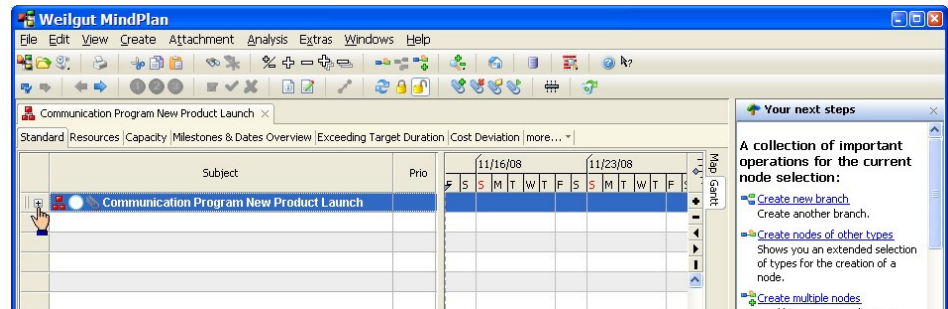 Weilgut MindPlan
File Edit View Create Attachment Analysis Extras Windows Help
Communication Program New Product Launch
Standard Resources Capacity Milestones & Dates Overview Exceeding Target Duration Cost Deviation more...
Subject Prio 11/16/08 11/23/08
F S S M T W T F S S M T W T F S
Communication Program New Product Launch
Map
Gantt
Your next steps
A collection of important
operations for the current
node selection:
Create new branch
Create another branch.
Create nodes of other types
Shows you an extended selection
of types for the creation of a
node.
Create multiple nodes